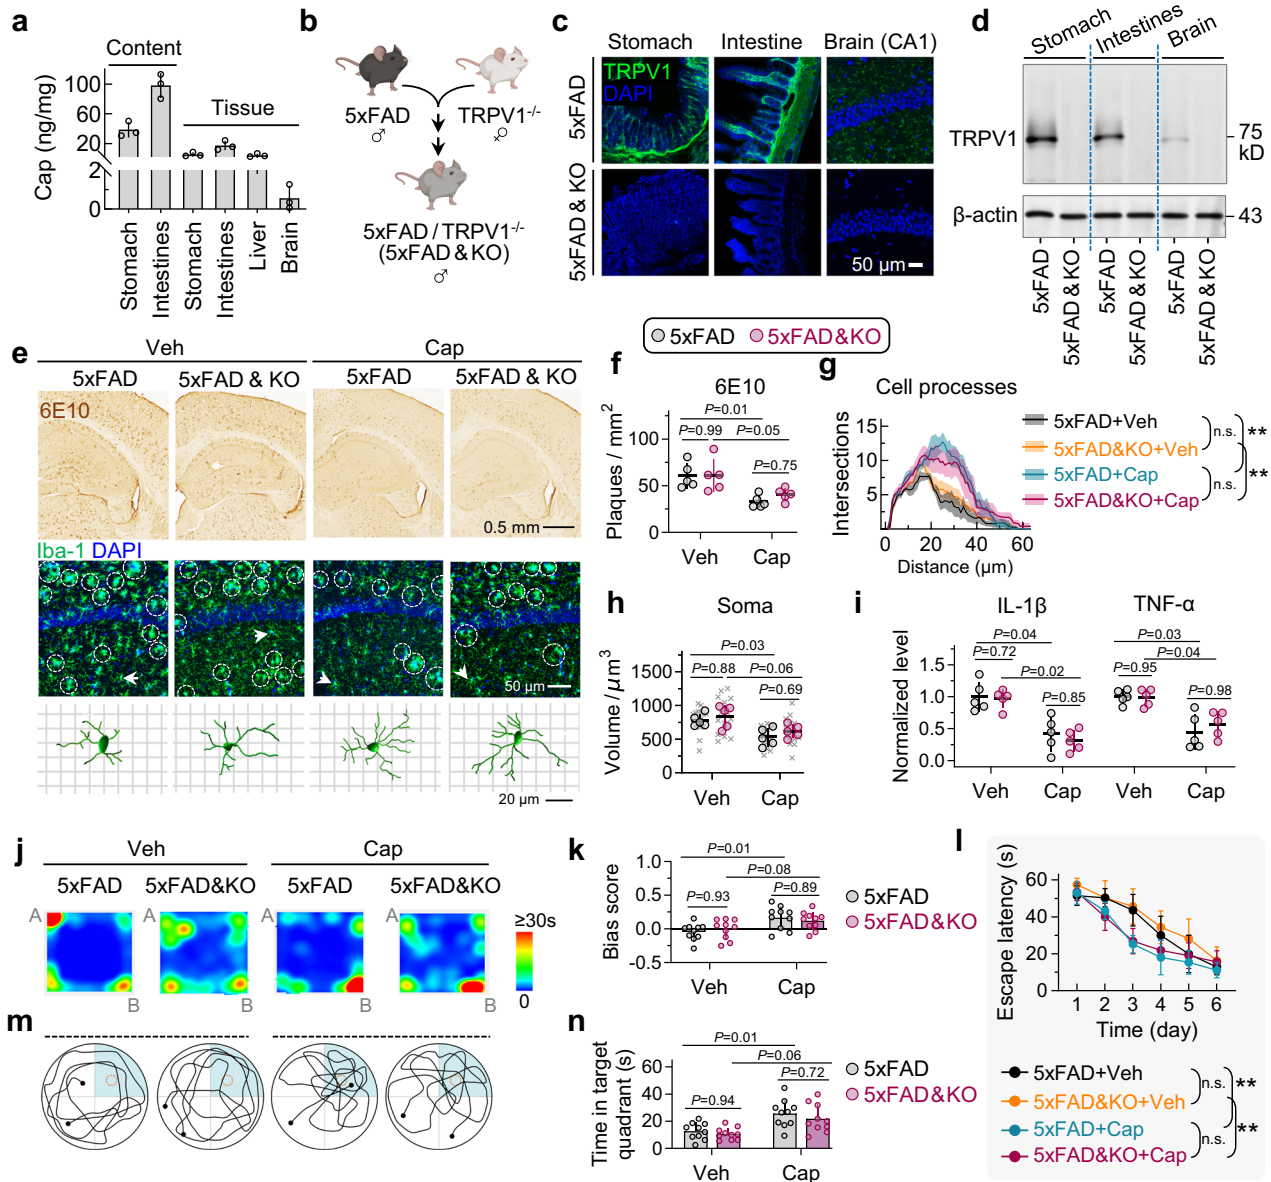 a
Content
Tissue
Cap (ng/mg)
100
60
20
2
0
Stomach
Intestines
Stomach
Intestines
Liver
Brain
b
5xFAD
♂
TRPV1-/-
♀
5xFAD / TRPV1-/-
(5xFAD & KO)
♂
c
Stomach
Intestine
Brain (CA1)
TRPV1
DAPI
5xFAD
5xFAD & KO
50 µm
d
Stomach
Intestines
Brain
TRPV1
75
kD
β-actin
43
5xFAD
5xFAD & KO
5xFAD
5xFAD & KO
5xFAD
5xFAD & KO
e
Veh
Cap
5xFAD
5xFAD & KO
5xFAD
5xFAD & KO
6E10
0.5 mm
Iba-1 DAPI
50 µm
20 µm
5xFAD
5xFAD&KO
f
6E10
Plaques / mm2
100
50
0
P=0.01
P=0.99
P=0.05
P=0.75
Veh
Cap
g
Cell processes
Intersections
15
10
5
0
20
40
60
Distance (µm)
5xFAD+Veh
5xFAD&KO+Veh
5xFAD+Cap
5xFAD&KO+Cap
n.s.
n.s.
**
**
h
Soma
Volume / µm3
1500
1000
500
0
P=0.03
P=0.88
P=0.06
P=0.69
Veh
Cap
i
IL-1β
TNF-α
Normalized level
1.5
1.0
0.5
0.0
P=0.04
P=0.72
P=0.02
P=0.85
P=0.03
P=0.04
P=0.95
P=0.98
Veh
Cap
Veh
Cap
j
Veh
Cap
5xFAD
5xFAD&KO
5xFAD
5xFAD&KO
A
B
A
B
A
B
A
B
≥30s
0
k
Bias score
1.0
0.5
0.0
-0.5
P=0.01
P=0.08
P=0.93
P=0.89
Veh
Cap
5xFAD
5xFAD&KO
l
Escape latency (s)
60
40
20
0
1 2 3 4 5 6
Time (day)
5xFAD+Veh
5xFAD&KO+Veh
5xFAD+Cap
5xFAD&KO+Cap
n.s.
n.s.
**
**
m
n
Time in target
quadrant (s)
60
40
20
0
P=0.01
P=0.06
P=0.72
P=0.94
Veh
Cap
5xFAD
5xFAD&KO